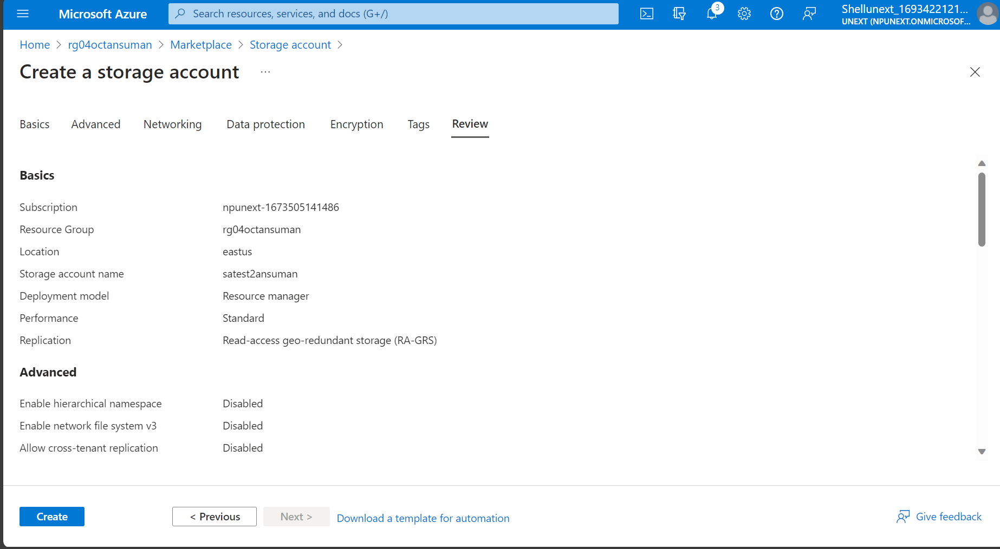 Microsoft Azure
Search resources, services, and docs (G+/)
3
Shellunext_1693422121...
UNEXT (NPUNEXT.ONMICROSOF...
Home > rg04octansuman > Marketplace > Storage account >
Create a storage account ...
Basics Advanced Networking Data protection Encryption Tags Review
Basics
Subscription npunext-1673505141486
Resource Group rg04octansuman
Location eastus
Storage account name satest2ansuman
Deployment model Resource manager
Performance Standard
Replication Read-access geo-redundant storage (RA-GRS)
Advanced
Enable hierarchical namespace Disabled
Enable network file system v3 Disabled
Allow cross-tenant replication Disabled
Create < Previous Next > Download a template for automation Give feedback